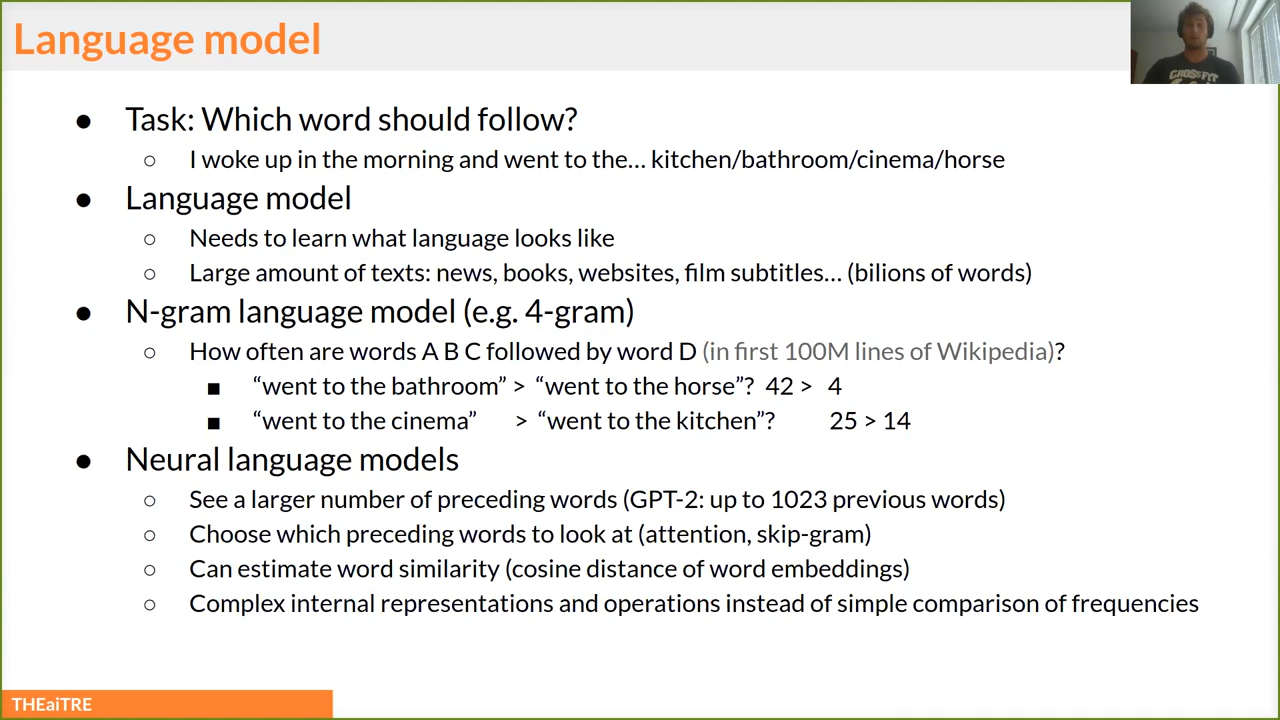 Language model
● Task: Which word should follow?
○ I woke up in the morning and went to the... kitchen/bathroom/cinema/horse
● Language model
○ Needs to learn what language looks like
○ Large amount of texts: news, books, websites, film subtitles... (bilions of words)
● N-gram language model (e.g. 4-gram)
○ How often are words A B C followed by word D (in first 100M lines of Wikipedia)?
■ “went to the bathroom” > “went to the horse”? 42 > 4
■ “went to the cinema” > “went to the kitchen”? 25 > 14
● Neural language models
○ See a larger number of preceding words (GPT-2: up to 1023 previous words)
○ Choose which preceding words to look at (attention, skip-gram)
○ Can estimate word similarity (cosine distance of word embeddings)
○ Complex internal representations and operations instead of simple comparison of frequencies
THEaiTRE